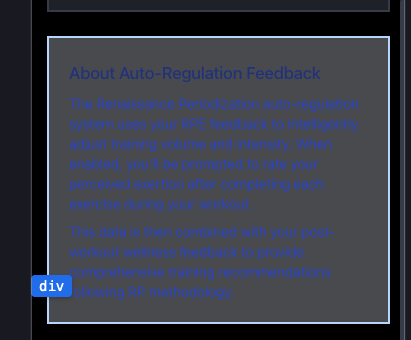 About Auto-Regulation Feedback
The Renaissance Periodization auto-regulation
system uses your RPE feedback to intelligently
adjust training volume and intensity. When
enabled, you'll be prompted to rate your
perceived exertion after completing each
exercise during your workout.
This data is then combined with your post-
workout wellness feedback to provide
comprehensive training recommendations
following RP methodology.
div